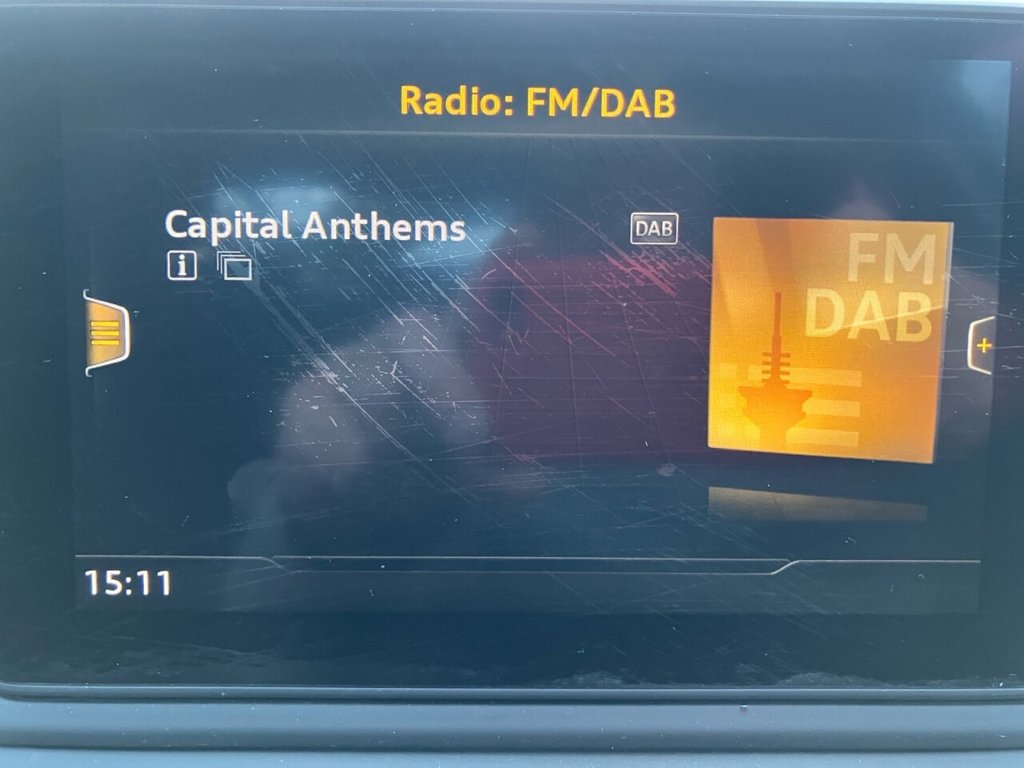 Radio: FM/DAB
Capital Anthems
DAB
i
FM
DAB
+
15:11